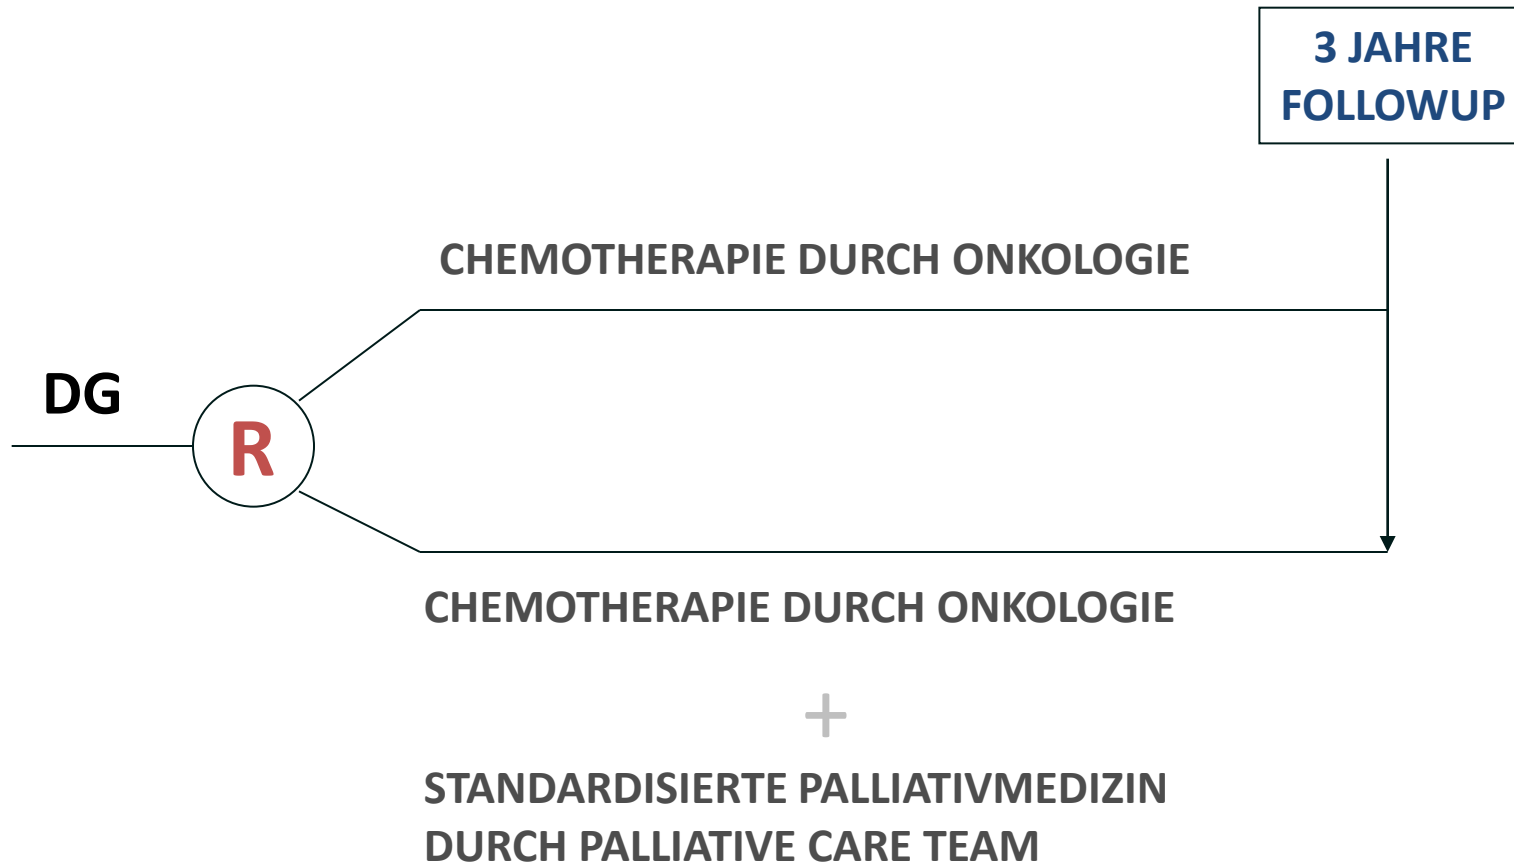 3 JAHRE
FOLLOWUP
CHEMOTHERAPIE DURCH ONKOLOGIE
DG
R
CHEMOTHERAPIE DURCH ONKOLOGIE
+
STANDARDISIERTE PALLIATIVMEDIZIN
DURCH PALLIATIVE CARE TEAM